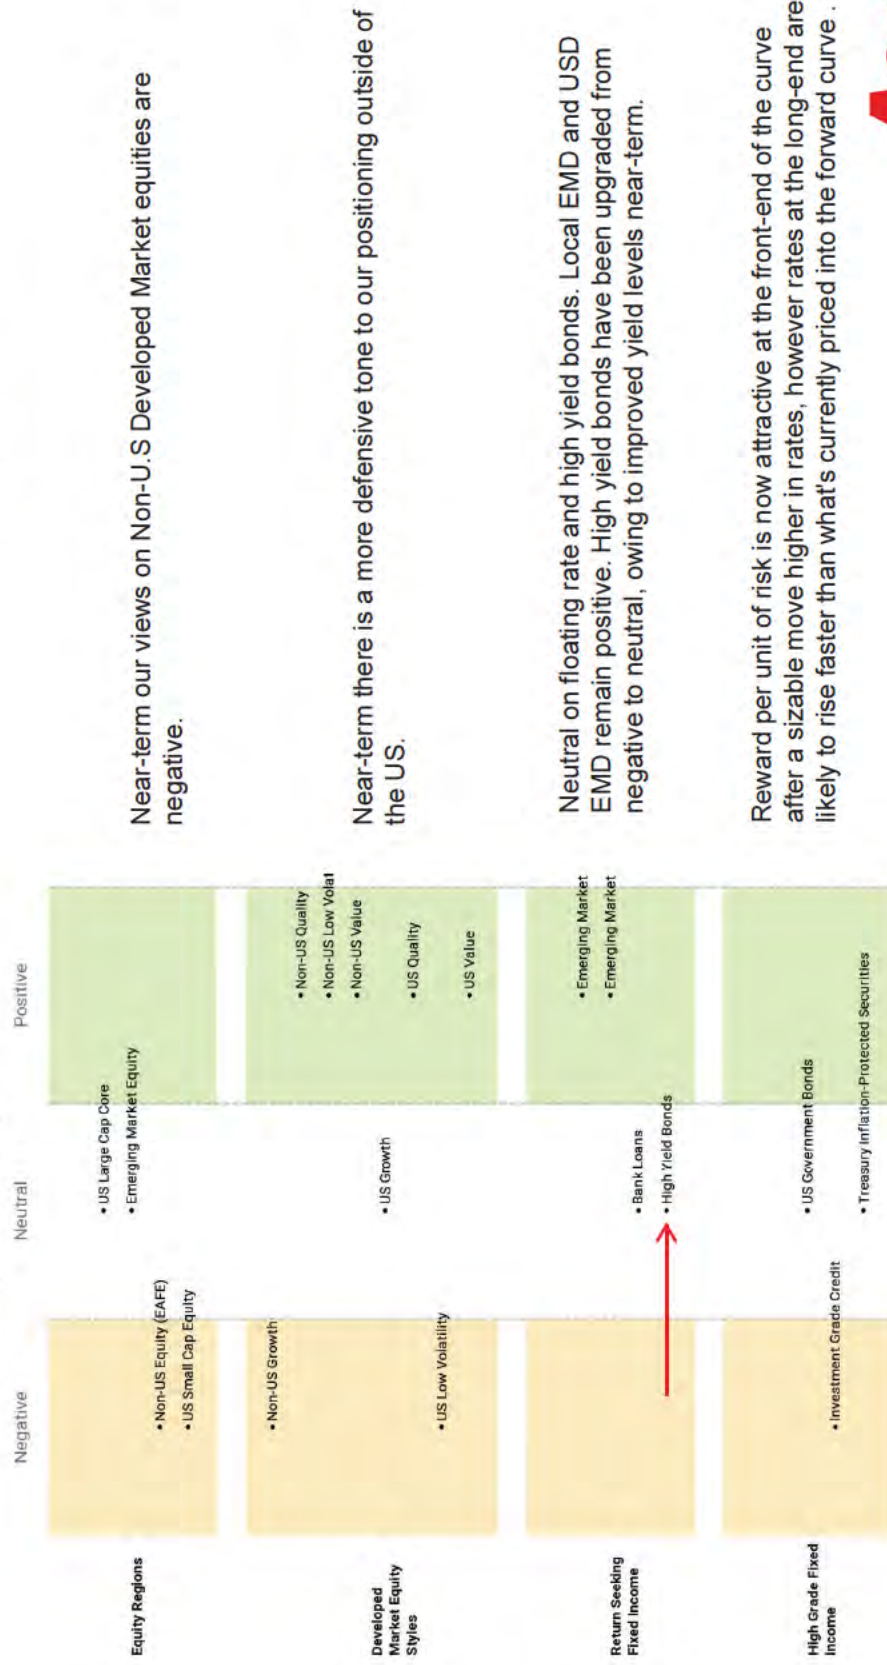 Negative
Neutral
Positive
Equity Regions
• Non-US Equity (EAFE)
• US Small Cap Equity
• US Large Cap Core
• Emerging Market Equity
Near-term our views on Non-U.S Developed Market equities are
negative.
Developed
Market Equity
Styles
• Non-US Growth
• US Low Volatility
• US Growth
• Non-US Quality
• Non-US Low Volat
• Non-US Value
• US Quality
• US Value
Near-term there is a more defensive tone to our positioning outside of
the US.
Return Seeking
Fixed Income
• Bank Loans
• High Yield Bonds
• Emerging Market
• Emerging Market
Neutral on floating rate and high yield bonds. Local EMD and USD
EMD remain positive. High yield bonds have been upgraded from
negative to neutral, owing to improved yield levels near-term.
High Grade Fixed
Income
• Investment Grade Credit
• US Government Bonds
• Treasury Inflation-Protected Securities
Reward per unit of risk is now attractive at the front-end of the curve
after a sizable move higher in rates, however rates at the long-end are
likely to rise faster than what's currently priced into the forward curve .